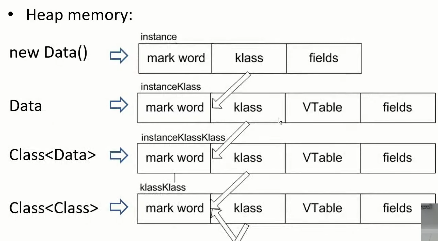 • Heap memory:
instance
new Data()
mark word
klass
fields
instanceKlass
Data
mark word
klass
VTable
fields
instanceKlassKlass
Class<Data>
mark word
klass
VTable
fields
klassKlass
Class<Class>
mark word
klass
VTable
fields